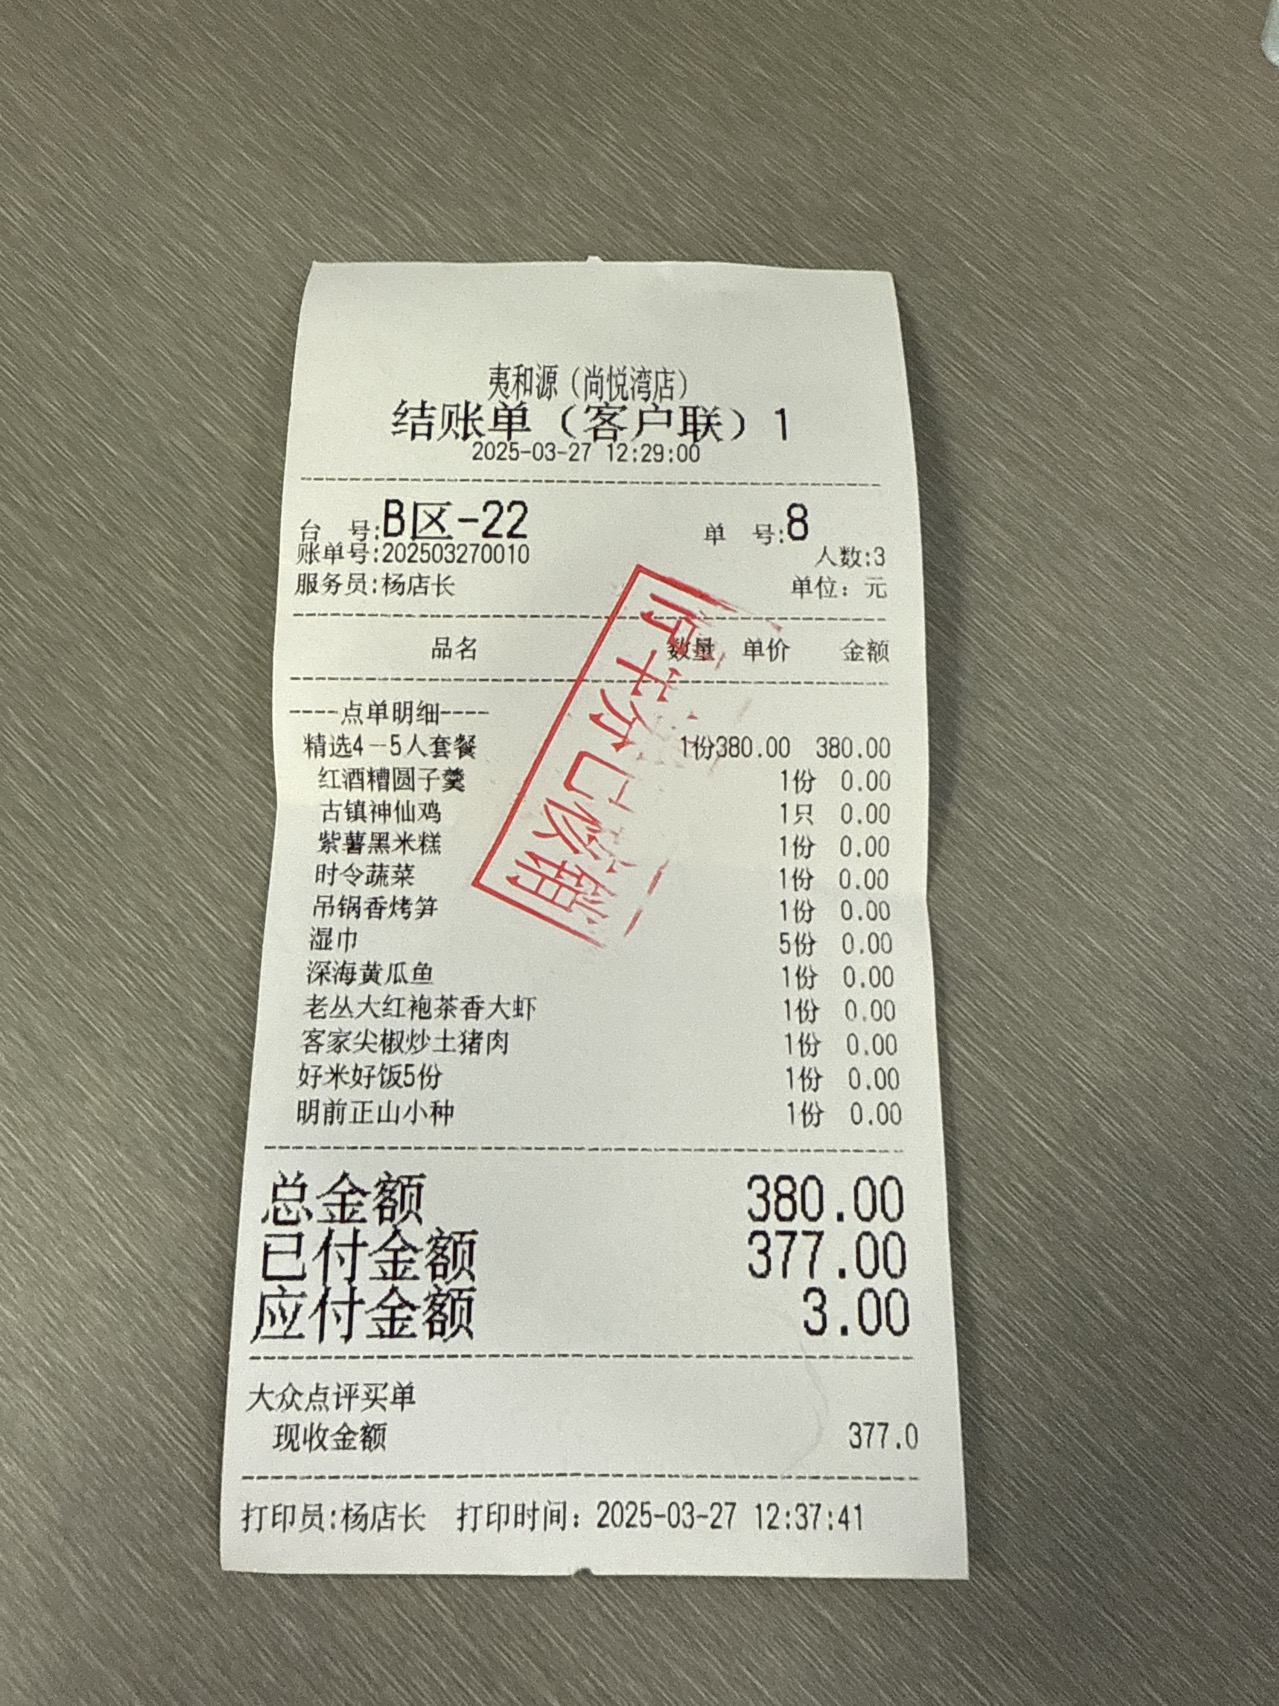 夷和源（尚悦湾店）
结账单（客户联）1
2025-03-27 12:29:00
台 号:B区-22 单 号:8
账单号:202503270010 人数:3
服务员:杨店长 单位：元
品名 数量 单价 金额
----点单明细----
精选4-5人套餐 1份380.00 380.00
红酒糟圆子羹 1份 0.00
古镇神仙鸡 1只 0.00
紫薯黑米糕 1份 0.00
时令蔬菜 1份 0.00
吊锅香烤笋 1份 0.00
湿巾 5份 0.00
深海黄瓜鱼 1份 0.00
老丛大红袍茶香大虾 1份 0.00
客家尖椒炒土猪肉 1份 0.00
好米好饭5份 1份 0.00
明前正山小种 1份 0.00
总金额 380.00
已付金额 377.00
应付金额 3.00
大众点评买单
现收金额 377.0
打印员:杨店长 打印时间：2025-03-27 12:37:41